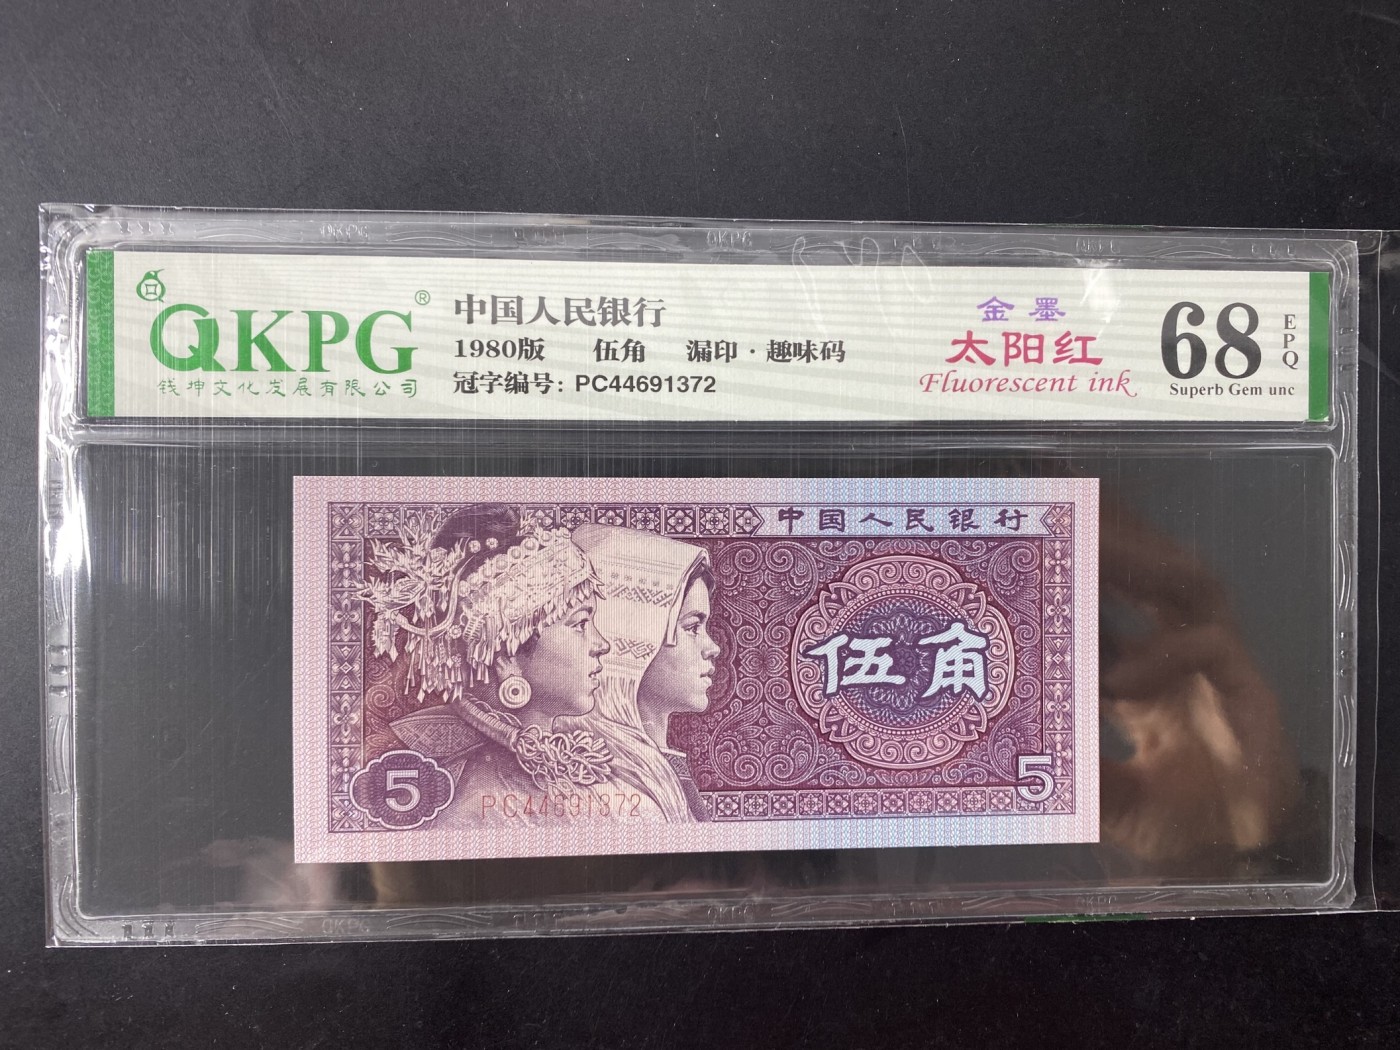 QKPG®
钱坤文化发展有限公司
中国人民银行
1980版 伍角 漏印·趣味码
冠字编号: PC44691372
金墨
太阳红
Fluorescent ink
68
EPQ
Superb Gem unc
中国人民银行
伍角
5
PC44691372
5